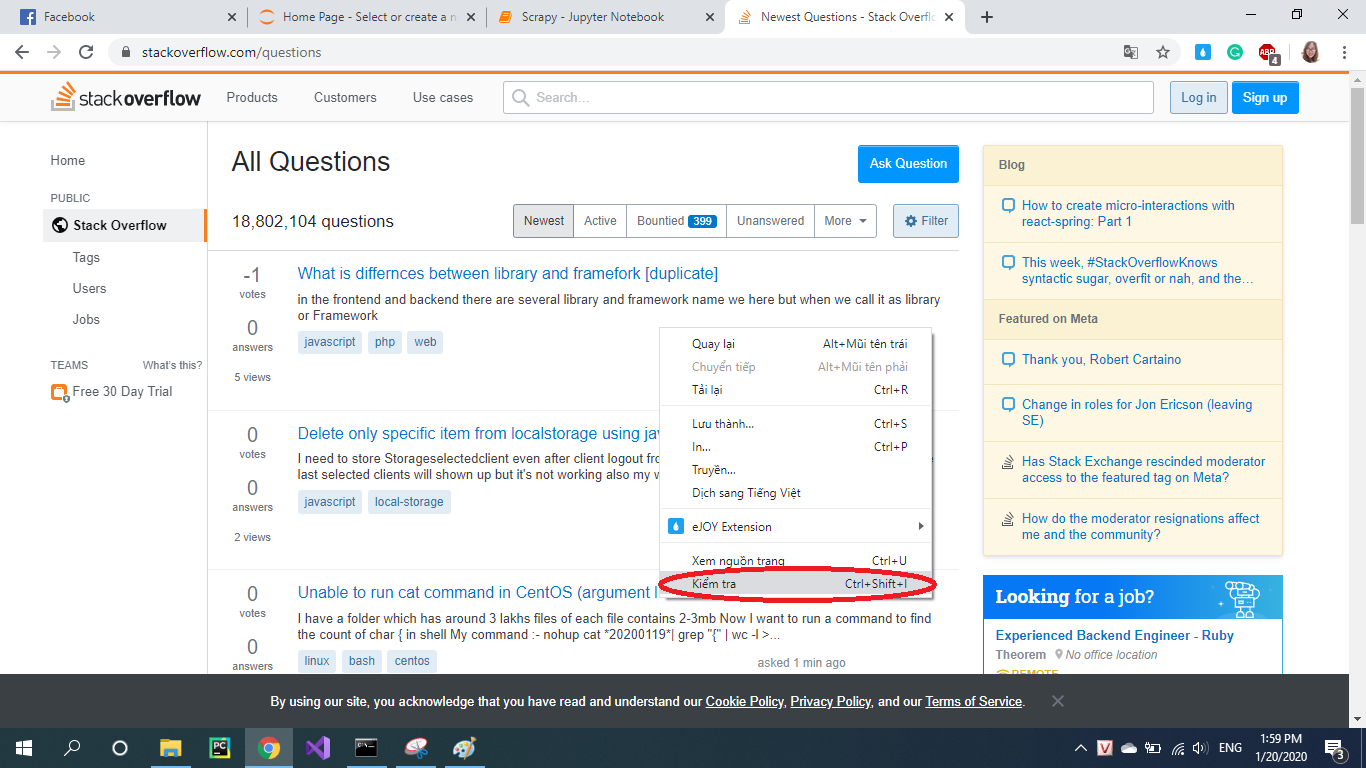 Facebook
Home Page - Select or create a n
Scrapy - Jupyter Notebook
Newest Questions - Stack Overflo
stackoverflow.com/questions
ABP
4
stackoverflow
Products
Customers
Use cases
Search...
Log in
Sign up
Home
PUBLIC
Stack Overflow
Tags
Users
Jobs
TEAMS
What's this?
Free 30 Day Trial
All Questions
Ask Question
18,802,104 questions
Newest
Active
Bountied 399
Unanswered
More
Filter
-1
votes
0
answers
5 views
What is differnces between library and framefork [duplicate]
in the frontend and backend there are several library and framework name we here but when we call it as library
or Framework
javascript
php
web
0
votes
0
answers
2 views
Delete only specific item from localstorage using jav
I need to store Storageselectedclient even after client logout fro
last selected clients will shown up but it's not working also my w
javascript
local-storage
0
votes
0
answers
Unable to run cat command in CentOS (argument l
I have a folder which has around 3 lakhs files of each file contains 2-3mb Now I want to run a command to find
the count of char { in shell My command :- nohup cat *20200119*| grep "{" | wc -l >...
linux
bash
centos
asked 1 min ago
Quay lại Alt+Mũi tên trái
Chuyển tiếp Alt+Mũi tên phải
Tải lại Ctrl+R
Lưu thành... Ctrl+S
In... Ctrl+P
Truyền...
Dịch sang Tiếng Việt
eJOY Extension
Xem nguồn trang Ctrl+U
Kiểm tra Ctrl+Shift+I
Blog
How to create micro-interactions with
react-spring: Part 1
This week, #StackOverflowKnows
syntactic sugar, overfit or nah, and the…
Featured on Meta
Thank you, Robert Cartaino
Change in roles for Jon Ericson (leaving
SE)
Has Stack Exchange rescinded moderator
access to the featured tag on Meta?
How do the moderator resignations affect
me and the community?
Looking for a job?
Experienced Backend Engineer - Ruby
Theorem No office location
REMOTE
By using our site, you acknowledge that you have read and understand our Cookie Policy, Privacy Policy, and our Terms of Service.
PC
V
ENG
1:59 PM
1/20/2020
3